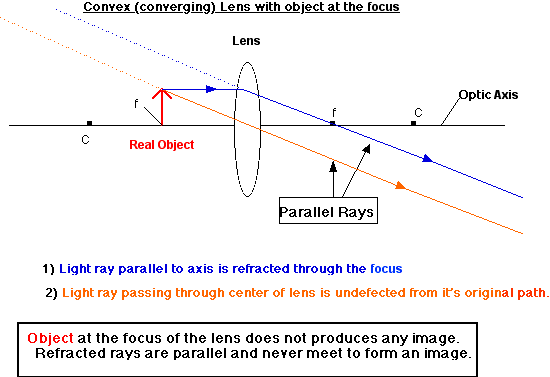 Convex (converging) Lens with object at the focus
Lens
Optic Axis
f
f
C
C
Real Object
Parallel Rays
1) Light ray parallel to axis is refracted through the focus
2) Light ray passing through center of lens is undefected from it's original path.
Object at the focus of the lens does not produces any image.
Refracted rays are parallel and never meet to form an image.